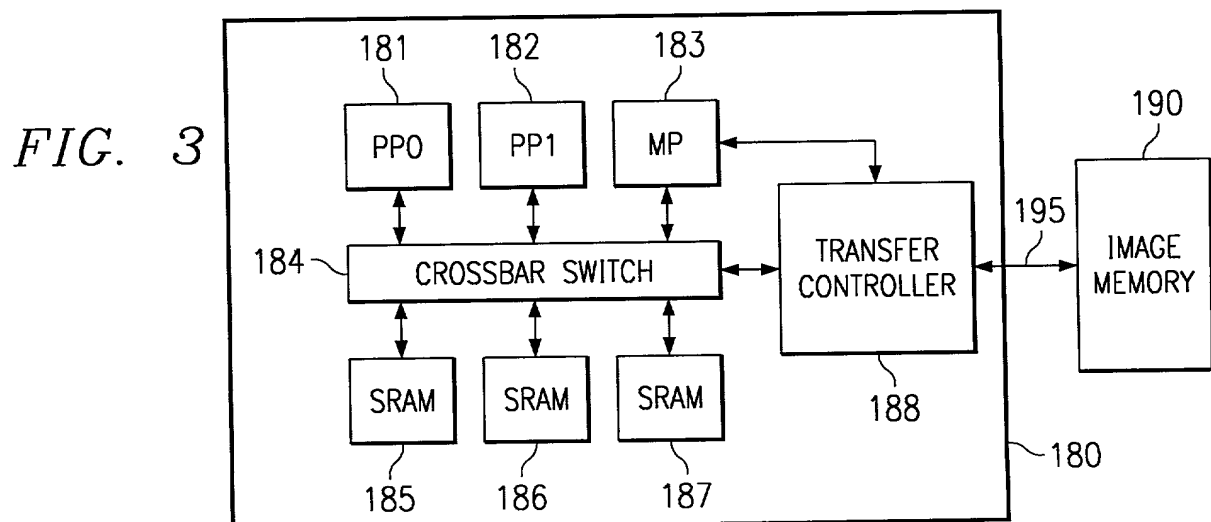 FIG. 3
181
182
183
190
PP0
PP1
MP
195
184
CROSSBAR SWITCH
TRANSFER
CONTROLLER
IMAGE
MEMORY
SRAM
SRAM
SRAM
188
180
185
186
187